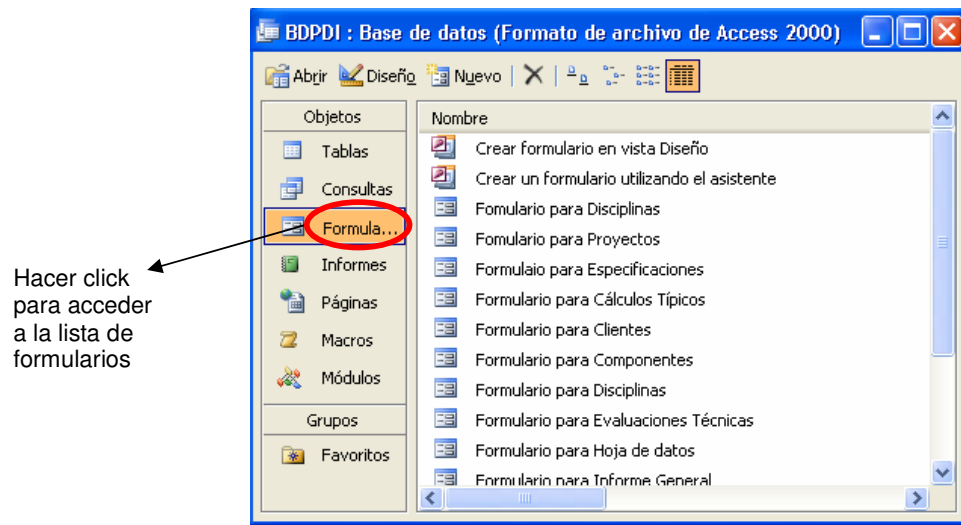 BDPDI : Base de datos (Formato de archivo de Access 2000)
Abrir Diseño Nuevo
Objetos
Tablas
Consultas
Formula...
Informes
Páginas
Macros
Módulos
Grupos
Favoritos
Nombre
Crear formulario en vista Diseño
Crear un formulario utilizando el asistente
Fomulario para Disciplinas
Fomulario para Proyectos
Formulaio para Especificaciones
Formulario para Cálculos Típicos
Formulario para Clientes
Formulario para Componentes
Formulario para Disciplinas
Formulario para Evaluaciones Técnicas
Formulario para Hoja de datos
Formulario para Informe General
Hacer click
para acceder
a la lista de
formularios